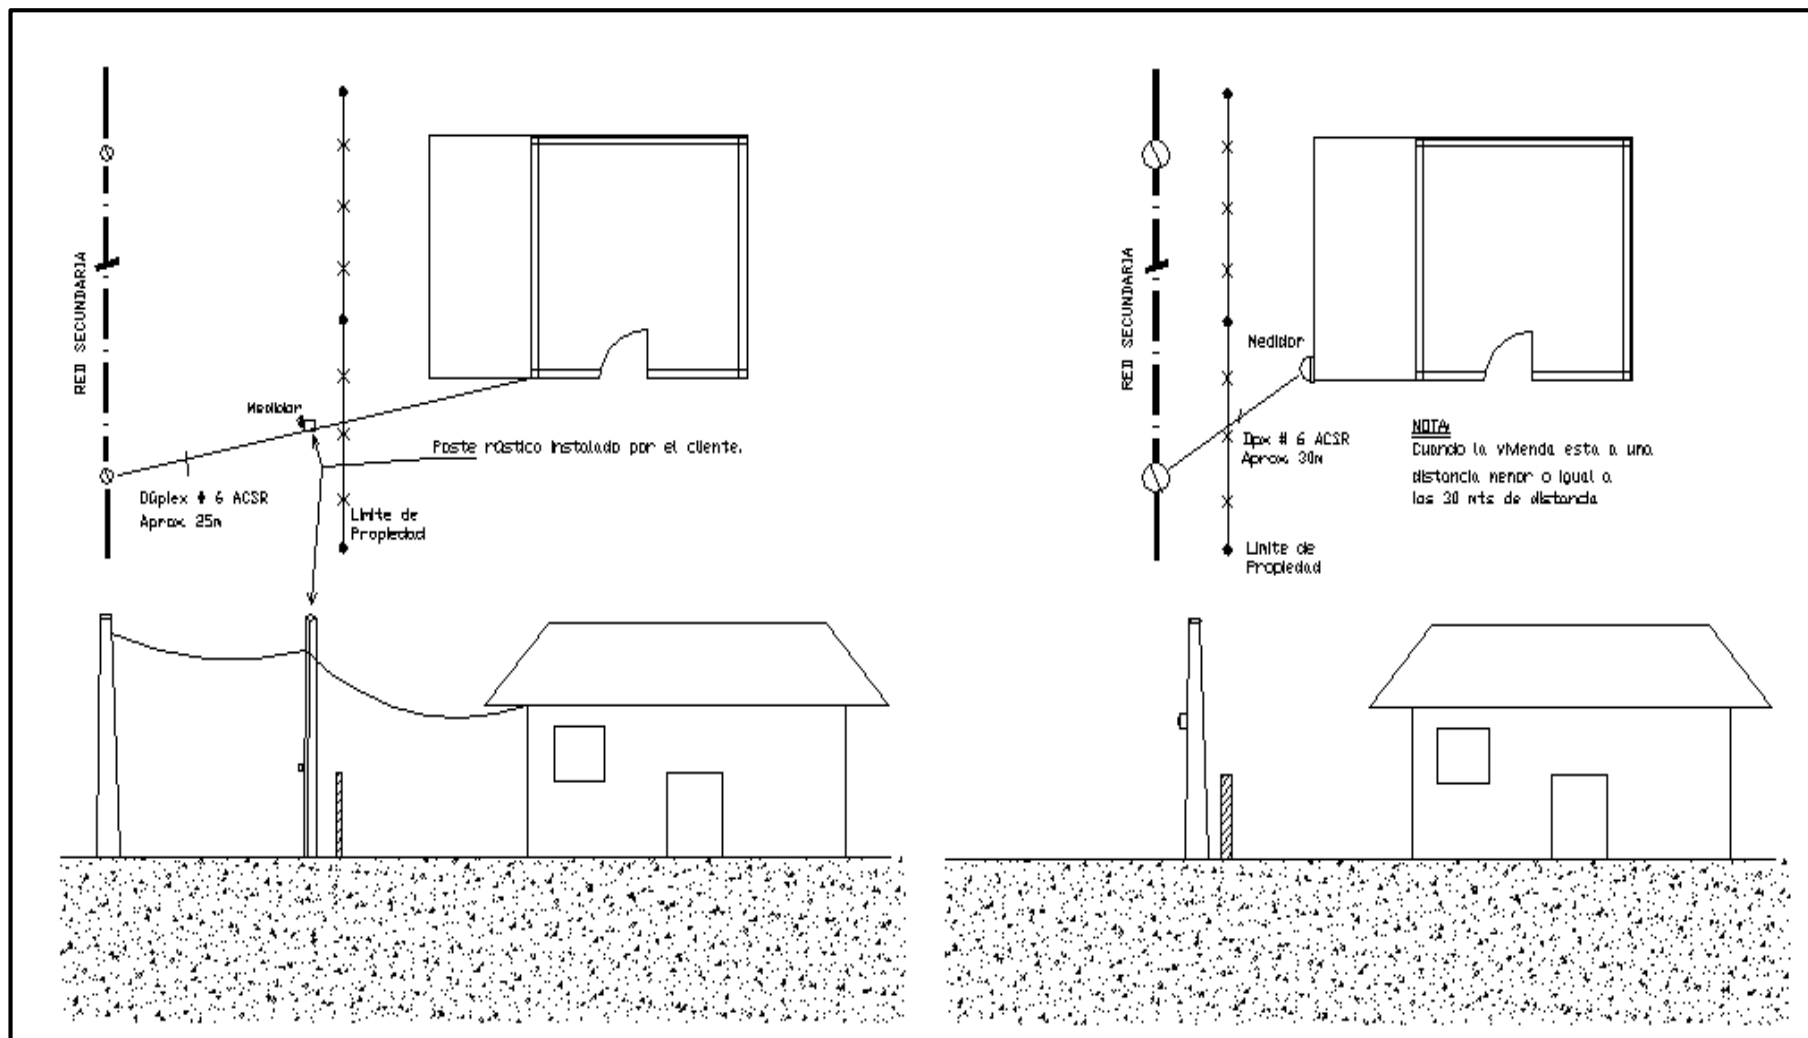 RED SECUNDARIA
Medidor
Poste rústico instalado por el cliente.
Dúplex # 6 ACSR
Aprox. 25m
Límite de
Propiedad
RED SECUNDARIA
Medidor
Dpx # 6 ACSR
Aprox. 30m
NOTA
Cuando la vivienda esta a una
distancia menor o igual a
los 30 mts de distancia
Límite de
Propiedad